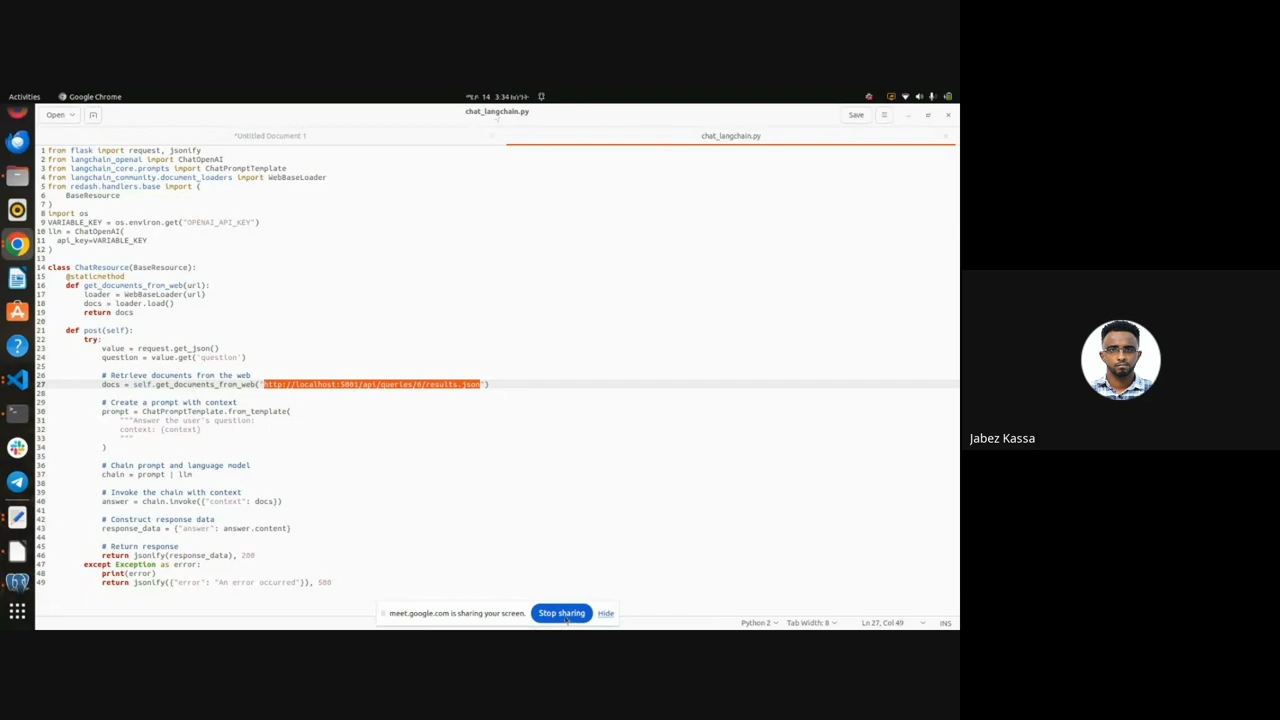 Activities
Google Chrome
14 3:34
Open
chat_langchain.py
Save
*Untitled Document 1
chat_langchain.py
1 from flask import request, jsonify
2 from langchain_openai import ChatOpenAI
3 from langchain_core.prompts import ChatPromptTemplate
4 from langchain_community.document_loaders import WebBaseLoader
5 from redash.handlers.base import (
6     BaseResource
7 )
8 import os
9 VARIABLE_KEY = os.environ.get("OPENAI_API_KEY")
10 llm = ChatOpenAI(
11   api_key=VARIABLE_KEY
12 )
13
14 class ChatResource(BaseResource):
15     @staticmethod
16     def get_documents_from_web(url):
17         loader = WebBaseLoader(url)
18         docs = loader.load()
19         return docs
20
21     def post(self):
22         try:
23             value = request.get_json()
24             question = value.get('question')
25
26             # Retrieve documents from the web
27             docs = self.get_documents_from_web("http://localhost:5001/api/queries/6/results.json")
28
29             # Create a prompt with context
30             prompt = ChatPromptTemplate.from_template(
31                 """Answer the user's question:
32                 context: {context}
33                 """
34             )
35
36             # Chain prompt and language model
37             chain = prompt | llm
38
39             # Invoke the chain with context
40             answer = chain.invoke({"context": docs})
41
42             # Construct response data
43             response_data = {"answer": answer.content}
44
45             # Return response
46             return jsonify(response_data), 200
47         except Exception as error:
48             print(error)
49             return jsonify({"error": "An error occurred"}), 500
meet.google.com is sharing your screen.
Stop sharing
Hide
Python 2
Tab Width: 8
Ln 27, Col 49
INS
Jabez Kassa